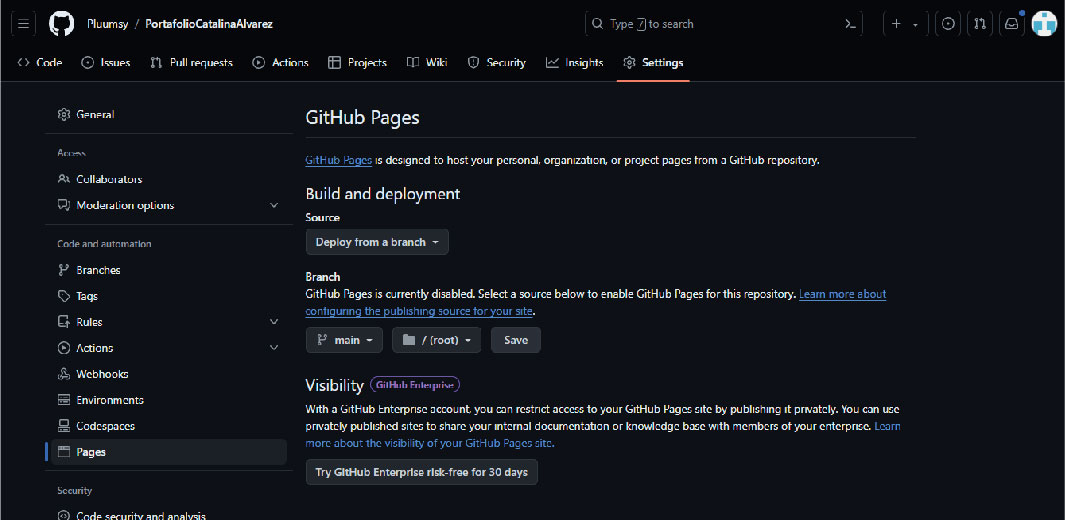 Pluumsy / PortafolioCatalinaAlvarez
Type / to search
Code
Issues
Pull requests
Actions
Projects
Wiki
Security
Insights
Settings
General
Access
Collaborators
Moderation options
Code and automation
Branches
Tags
Rules
Actions
Webhooks
Environments
Codespaces
Pages
Security
Code security and analysis
GitHub Pages
GitHub Pages is designed to host your personal, organization, or project pages from a GitHub repository.
Build and deployment
Source
Deploy from a branch
Branch
GitHub Pages is currently disabled. Select a source below to enable GitHub Pages for this repository. Learn more about
configuring the publishing source for your site.
main
/ (root)
Save
Visibility GitHub Enterprise
With a GitHub Enterprise account, you can restrict access to your GitHub Pages site by publishing it privately. You can use
privately published sites to share your internal documentation or knowledge base with members of your enterprise. Learn
more about the visibility of your GitHub Pages site.
Try GitHub Enterprise risk-free for 30 days